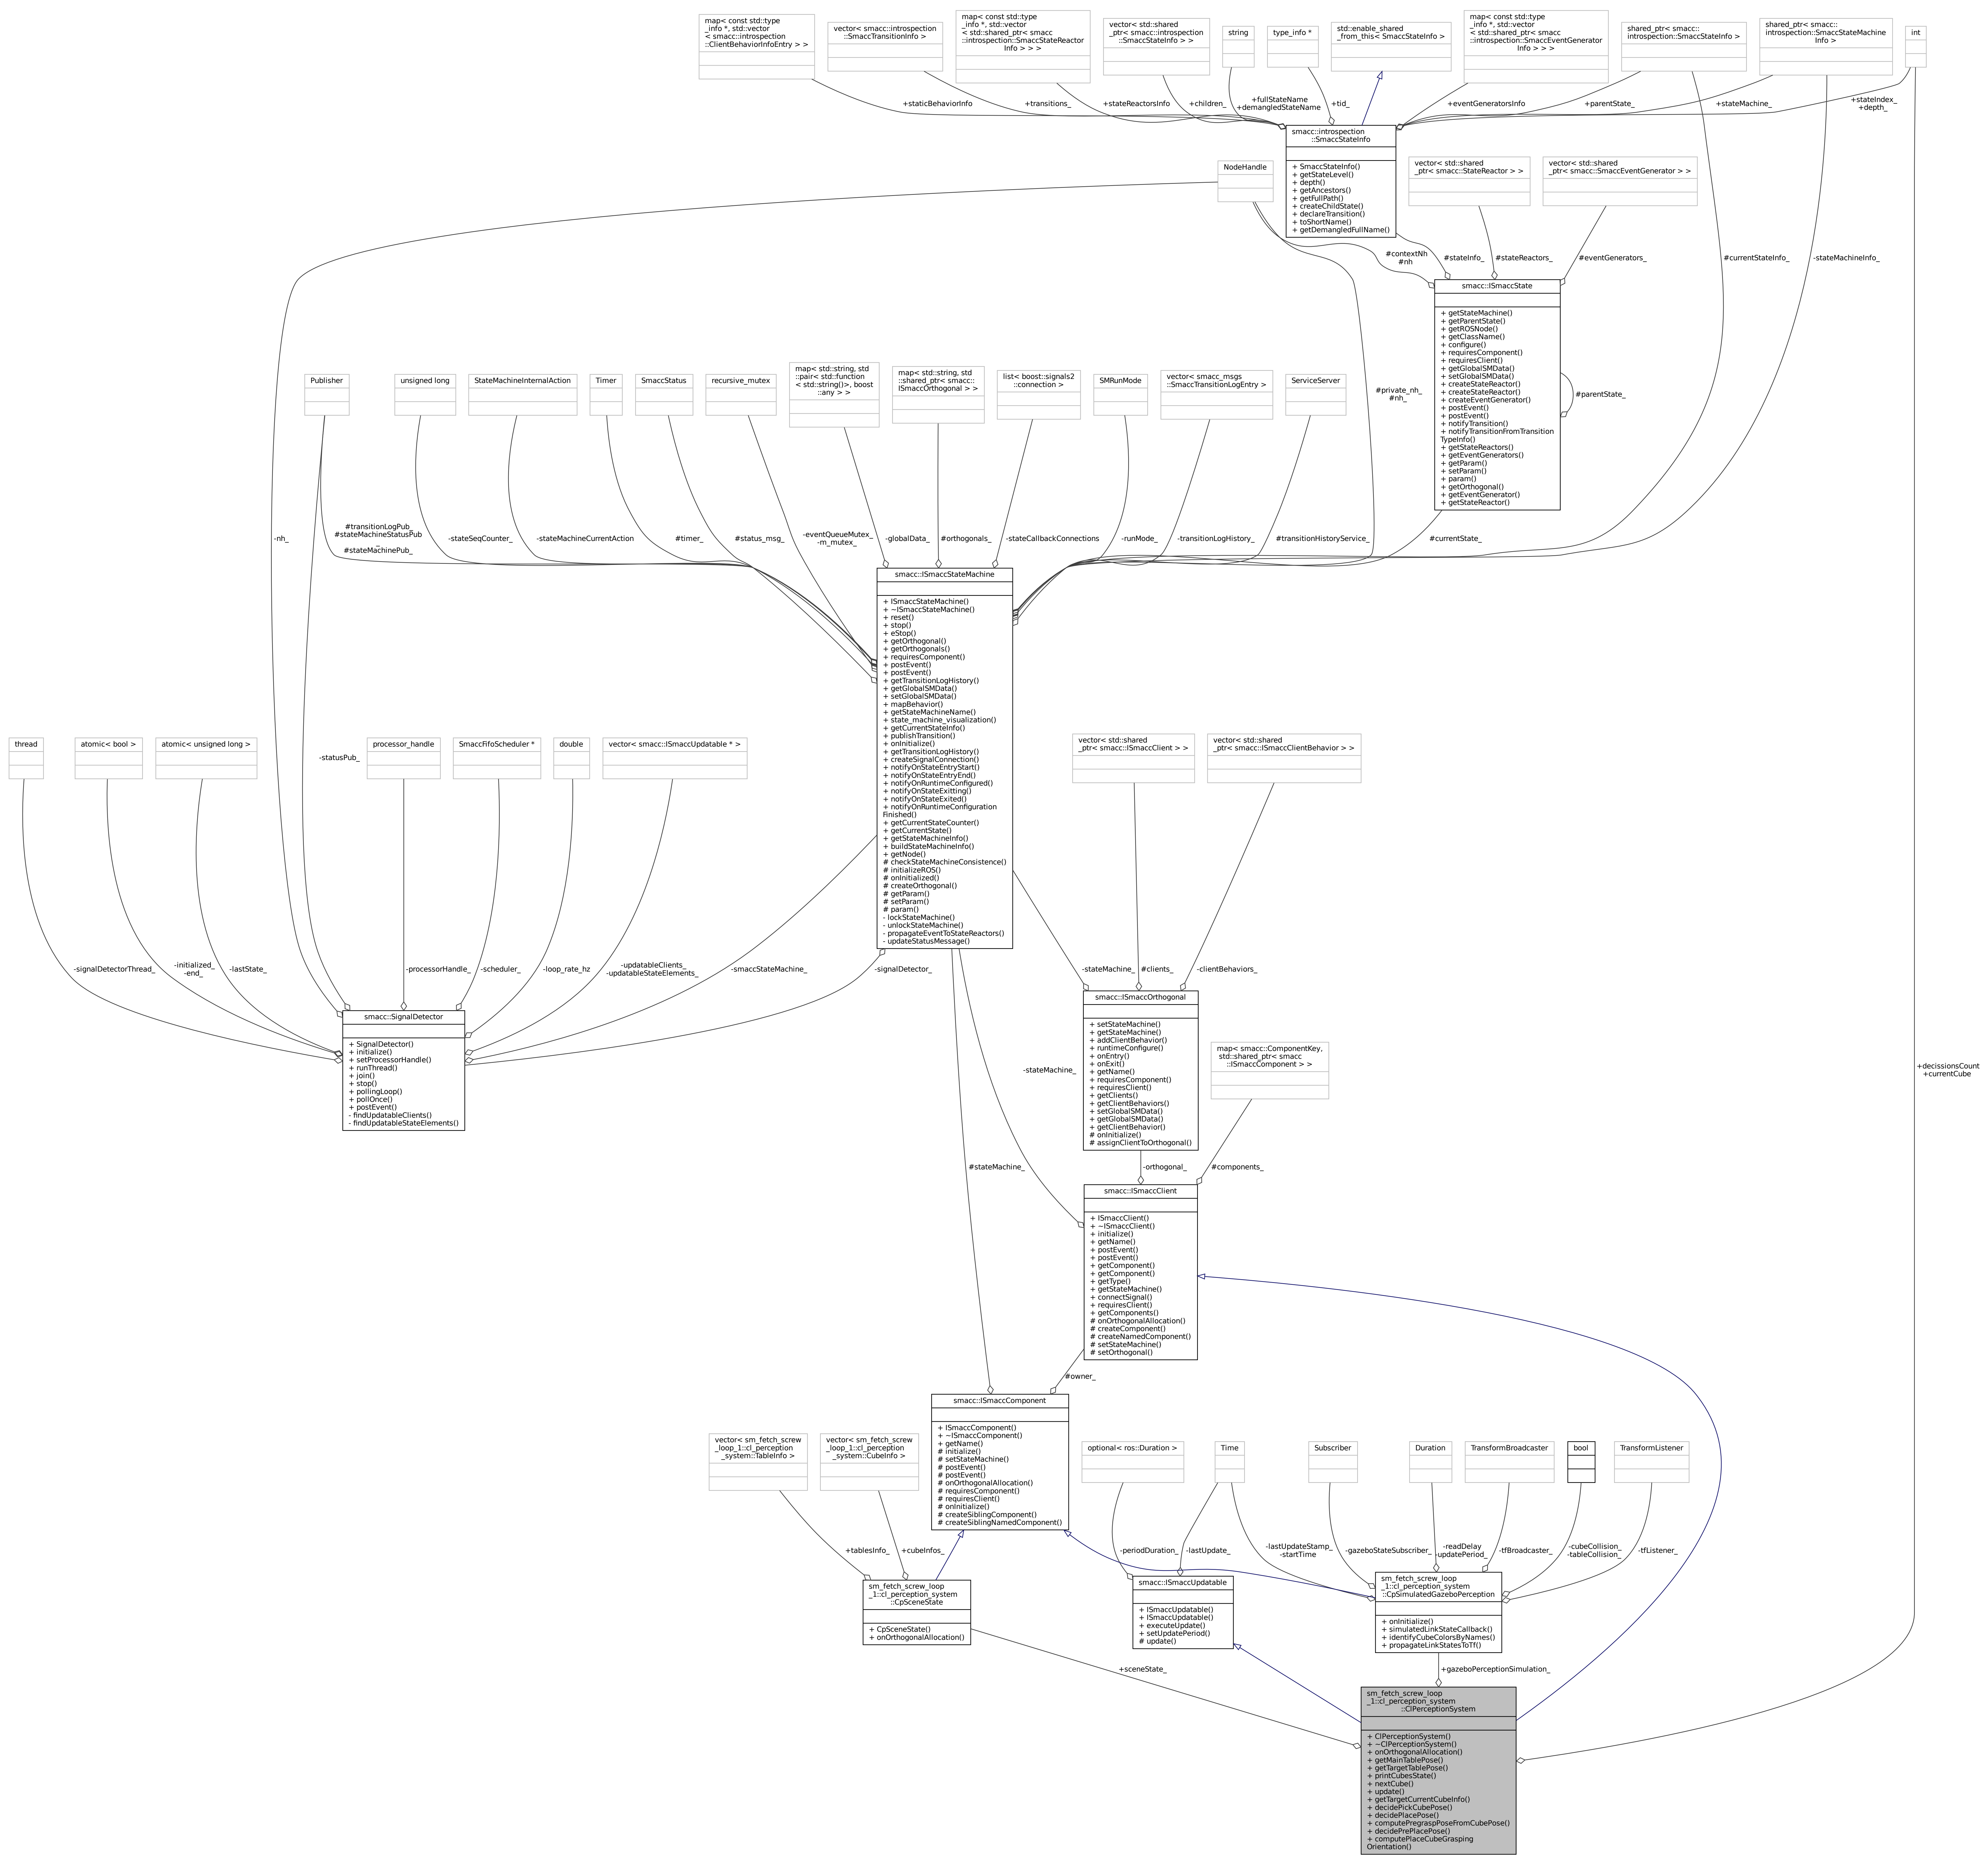 map< const std::type
_info *, std::vector
< smacc::introspection
::ClientBehaviorInfoEntry > >
vector< smacc::introspection
::SmaccTransitionInfo >
map< const std::type
_info *, std::vector
< std::shared_ptr< smacc
::introspection::SmaccStateReactor
Info > > >
vector< std::shared
_ptr< smacc::introspection
::SmaccStateInfo > >
string
type_info *
std::enable_shared
_from_this< SmaccStateInfo >
map< const std::type
_info *, std::vector
< std::shared_ptr< smacc
::introspection::SmaccEventGenerator
Info > > >
shared_ptr< smacc::
introspection::SmaccStateInfo >
shared_ptr< smacc::
introspection::SmaccStateMachine
Info >
int
+staticBehaviorInfo
+transitions_
+stateReactorsInfo
+children_
+fullStateName
+demangledStateName
+tid_
+eventGeneratorsInfo
+parentState_
+stateMachine_
+stateIndex_
+depth_
smacc::introspection
::SmaccStateInfo
+ SmaccStateInfo()
+ getStateLevel()
+ depth()
+ getAncestors()
+ getFullPath()
+ createChildState()
+ declareTransition()
+ toShortName()
+ getDemangledFullName()
NodeHandle
vector< std::shared
_ptr< smacc::StateReactor > >
vector< std::shared
_ptr< smacc::SmaccEventGenerator > >
#contextNh
#nh
#stateInfo_
#stateReactors_
#eventGenerators_
#currentStateInfo_
-stateMachineInfo_
smacc::ISmaccState
+ getStateMachine()
+ getParentState()
+ getROSNode()
+ getClassName()
+ configure()
+ requiresComponent()
+ requiresClient()
+ getGlobalSMData()
+ setGlobalSMData()
+ createStateReactor()
+ createStateReactor()
+ createEventGenerator()
+ postEvent()
+ postEvent()
+ notifyTransition()
+ notifyTransitionFromTransition
TypeInfo()
+ getStateReactors()
+ getEventGenerators()
+ getParam()
+ setParam()
+ param()
+ getOrthogonal()
+ getEventGenerator()
+ getStateReactor()
#parentState_
Publisher
unsigned long
StateMachineInternalAction
Timer
SmaccStatus
recursive_mutex
map< std::string, std
::pair< std::function
< std::string()>, boost
::any > >
map< std::string, std
::shared_ptr< smacc::
ISmaccOrthogonal > >
list< boost::signals2
::connection >
SMRunMode
vector< smacc_msgs
::SmaccTransitionLogEntry >
ServiceServer
#private_nh_
#nh_
-nh_
#transitionLogPub_
#stateMachineStatusPub
_
#stateMachinePub_
-stateSeqCounter_
-stateMachineCurrentAction
#timer_
#status_msg_
-eventQueueMutex_
-m_mutex_
-globalData_
#orthogonals_
-stateCallbackConnections
-runMode_
-transitionLogHistory_
#transitionHistoryService_
#currentState_
smacc::ISmaccStateMachine
+ ISmaccStateMachine()
+ ~ISmaccStateMachine()
+ reset()
+ stop()
+ eStop()
+ getOrthogonal()
+ getOrthogonals()
+ requiresComponent()
+ postEvent()
+ postEvent()
+ getTransitionLogHistory()
+ getGlobalSMData()
+ setGlobalSMData()
+ mapBehavior()
+ getStateMachineName()
+ state_machine_visualization()
+ getCurrentStateInfo()
+ publishTransition()
+ onInitialize()
+ getTransitionLogHistory()
+ createSignalConnection()
+ notifyOnStateEntryStart()
+ notifyOnStateEntryEnd()
+ notifyOnRuntimeConfigured()
+ notifyOnStateExitting()
+ notifyOnStateExited()
+ notifyOnRuntimeConfiguration
Finished()
+ getCurrentStateCounter()
+ getCurrentState()
+ getStateMachineInfo()
+ buildStateMachineInfo()
+ getNode()
# checkStateMachineConsistence()
# initializeROS()
# onInitialized()
# createOrthogonal()
# getParam()
# setParam()
# param()
- lockStateMachine()
- unlockStateMachine()
- propagateEventToStateReactors()
- updateStatusMessage()
thread
atomic< bool >
atomic< unsigned long >
-statusPub_
processor_handle
SmaccFifoScheduler *
double
vector< smacc::ISmaccUpdatable * >
vector< std::shared
_ptr< smacc::ISmaccClient > >
vector< std::shared
_ptr< smacc::ISmaccClientBehavior > >
-signalDetectorThread_
-initialized_
-end_
-lastState_
-processorHandle_
-scheduler_
-loop_rate_hz
-updatableClients_
-updatableStateElements_
-smaccStateMachine_
-signalDetector_
-stateMachine_
#clients_
-clientBehaviors_
smacc::SignalDetector
+ SignalDetector()
+ initialize()
+ setProcessorHandle()
+ runThread()
+ join()
+ stop()
+ pollingLoop()
+ pollOnce()
+ postEvent()
- findUpdatableClients()
- findUpdatableStateElements()
smacc::ISmaccOrthogonal
+ setStateMachine()
+ getStateMachine()
+ addClientBehavior()
+ runtimeConfigure()
+ onEntry()
+ onExit()
+ getName()
+ requiresComponent()
+ requiresClient()
+ getClients()
+ getClientBehaviors()
+ setGlobalSMData()
+ getGlobalSMData()
+ getClientBehavior()
# onInitialize()
# assignClientToOrthogonal()
map< smacc::ComponentKey,
std::shared_ptr< smacc
::ISmaccComponent > >
-stateMachine_
+decissionsCount
+currentCube
#stateMachine_
-orthogonal_
#components_
smacc::ISmaccClient
+ ISmaccClient()
+ ~ISmaccClient()
+ initialize()
+ getName()
+ postEvent()
+ postEvent()
+ getComponent()
+ getComponent()
+ getType()
+ getStateMachine()
+ connectSignal()
+ requiresClient()
+ getComponents()
# onOrthogonalAllocation()
# createComponent()
# createNamedComponent()
# setStateMachine()
# setOrthogonal()
#owner_
smacc::ISmaccComponent
+ ISmaccComponent()
+ ~ISmaccComponent()
+ getName()
# initialize()
# setStateMachine()
# postEvent()
# postEvent()
# onOrthogonalAllocation()
# requiresComponent()
# requiresClient()
# onInitialize()
# createSiblingComponent()
# createSiblingNamedComponent()
vector< sm_fetch_screw
_loop_1::cl_perception
_system::TableInfo >
vector< sm_fetch_screw
_loop_1::cl_perception
_system::CubeInfo >
optional< ros::Duration >
Time
Subscriber
Duration
TransformBroadcaster
bool
TransformListener
+tablesInfo_
+cubeInfos_
-periodDuration_
-lastUpdate_
-lastUpdateStamp_
-startTime
-gazeboStateSubscriber_
-readDelay
-updatePeriod_
-tfBroadcaster_
-cubeCollision_
-tableCollision_
-tfListener_
sm_fetch_screw_loop
_1::cl_perception_system
::CpSceneState
+ CpSceneState()
+ onOrthogonalAllocation()
smacc::ISmaccUpdatable
+ ISmaccUpdatable()
+ ISmaccUpdatable()
+ executeUpdate()
+ setUpdatePeriod()
# update()
sm_fetch_screw_loop
_1::cl_perception_system
::CpSimulatedGazeboPerception
+ onInitialize()
+ simulatedLinkStateCallback()
+ identifyCubeColorsByNames()
+ propagateLinkStatesToTf()
+sceneState_
+gazeboPerceptionSimulation_
sm_fetch_screw_loop
_1::cl_perception_system
::ClPerceptionSystem
+ ClPerceptionSystem()
+ ~ClPerceptionSystem()
+ onOrthogonalAllocation()
+ getMainTablePose()
+ getTargetTablePose()
+ printCubesState()
+ nextCube()
+ update()
+ getTargetCurrentCubeInfo()
+ decidePickCubePose()
+ decidePlacePose()
+ computePregraspPoseFromCubePose()
+ decidePrePlacePose()
+ computePlaceCubeGrasping
Orientation()